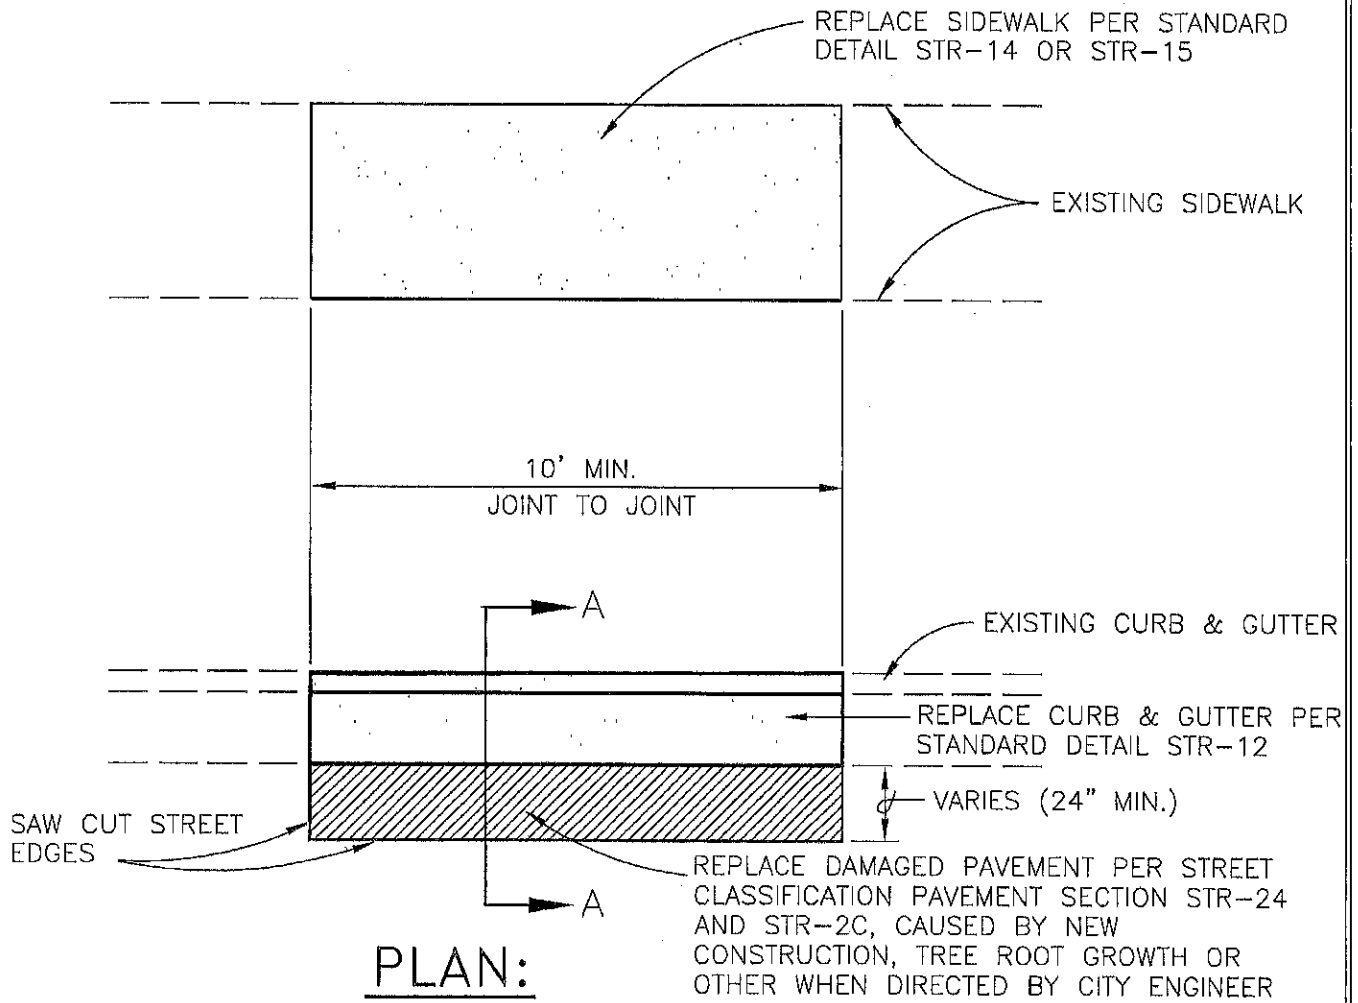 REPLACE SIDEWALK PER STANDARD
DETAIL STR-14 OR STR-15
EXISTING SIDEWALK
10' MIN.
JOINT TO JOINT
A
EXISTING CURB & GUTTER
REPLACE CURB & GUTTER PER
STANDARD DETAIL STR-12
VARIES (24" MIN.)
SAW CUT STREET
EDGES
REPLACE DAMAGED PAVEMENT PER STREET
CLASSIFICATION PAVEMENT SECTION STR-24
AND STR-2C, CAUSED BY NEW
CONSTRUCTION, TREE ROOT GROWTH OR
OTHER WHEN DIRECTED BY CITY ENGINEER
A
PLAN: